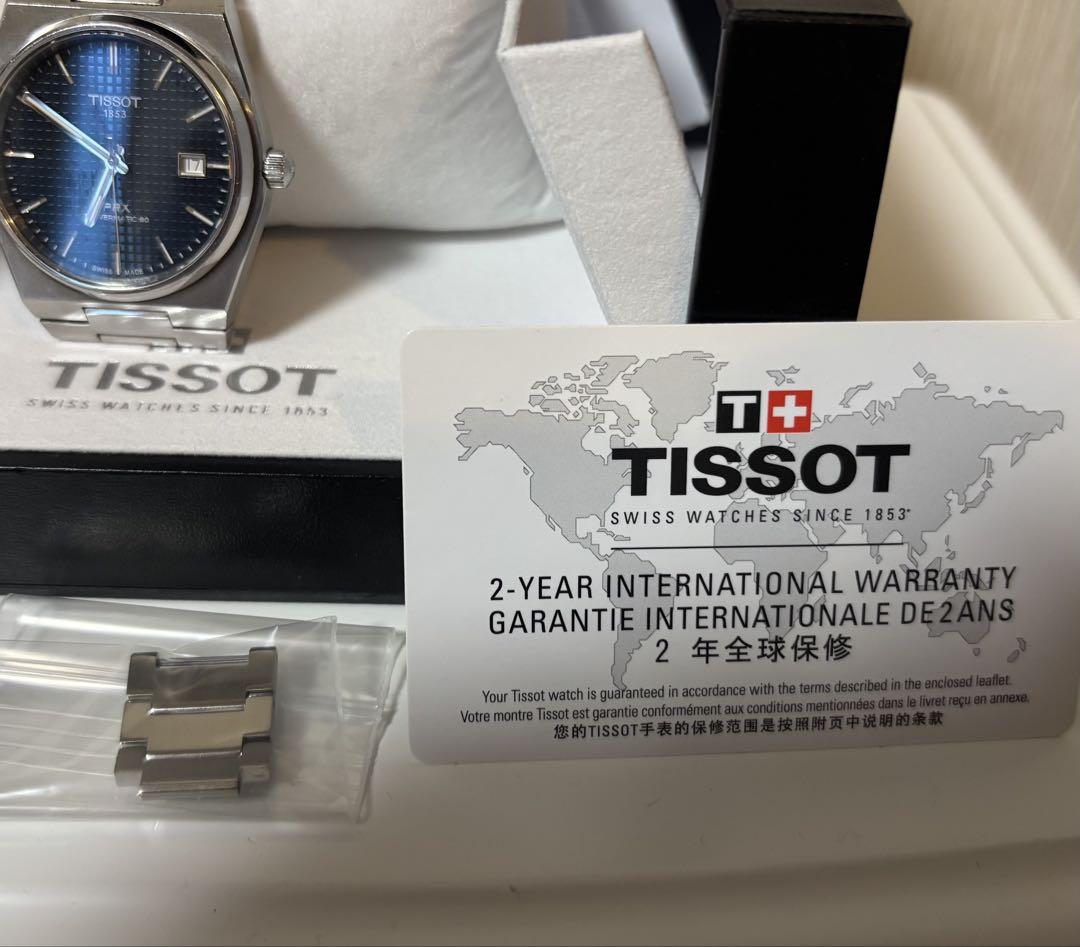 TISSOT
1853
17
PRX
SWISS MADE
TISSOT
SWISS WATCHES SINCE 1853
T+
TISSOT
SWISS WATCHES SINCE 1853
2-YEAR INTERNATIONAL WARRANTY
GARANTIE INTERNATIONALE DE 2 ANS
2 年全球保修
Your Tissot watch is guaranteed in accordance with the terms described in the enclosed leaflet.
Votre montre Tissot est garantie conformément aux conditions mentionnées dans le livret reçu en annexe.
您的TISSOT手表的保修范围是按照附页中说明的条款